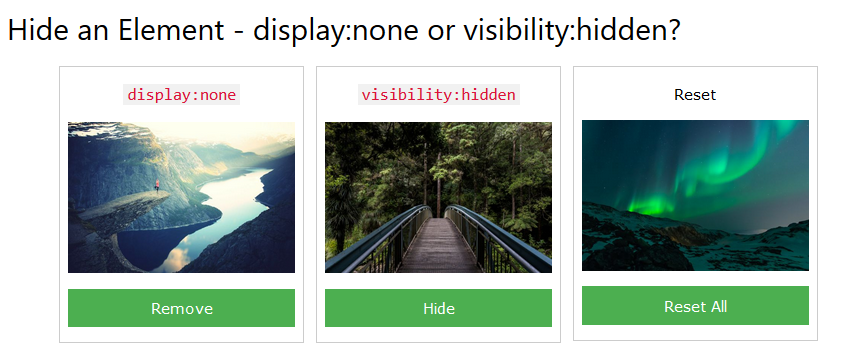 Hide an Element - display:none or visibility:hidden?
display:none
visibility:hidden
Reset
Remove
Hide
Reset All